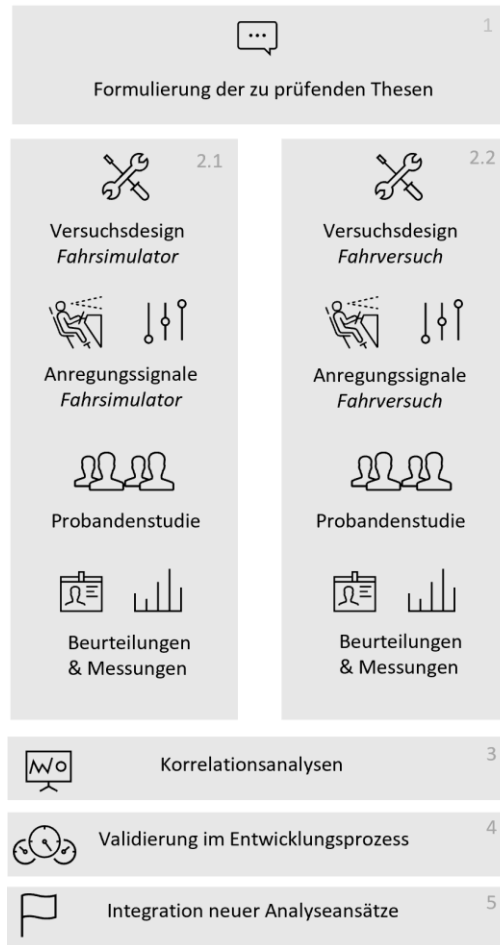 1
Formulierung der zu prüfenden Thesen
2.1
Versuchsdesign
Fahrsimulator
Anregungssignale
Fahrsimulator
Probandenstudie
Beurteilungen
& Messungen
2.2
Versuchsdesign
Fahrversuch
Anregungssignale
Fahrversuch
Probandenstudie
Beurteilungen
& Messungen
3
Korrelationsanalysen
4
Validierung im Entwicklungsprozess
5
Integration neuer Analyseansätze